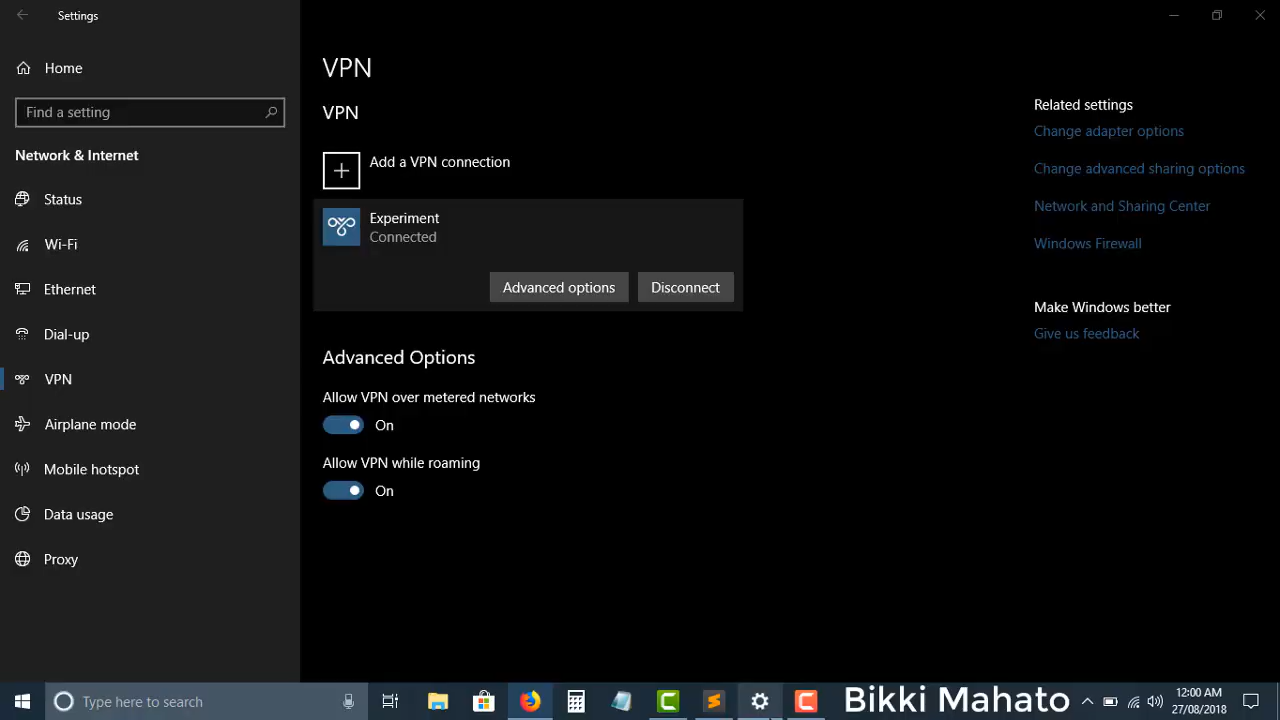 Settings
Home
Find a setting
Network & Internet
Status
Wi-Fi
Ethernet
Dial-up
VPN
Airplane mode
Mobile hotspot
Data usage
Proxy
VPN
VPN
Add a VPN connection
Experiment
Connected
Advanced options
Disconnect
Advanced Options
Allow VPN over metered networks
On
Allow VPN while roaming
On
Related settings
Change adapter options
Change advanced sharing options
Network and Sharing Center
Windows Firewall
Make Windows better
Give us feedback
Type here to search
Bikki Mahato
12:00 AM
27/08/2018